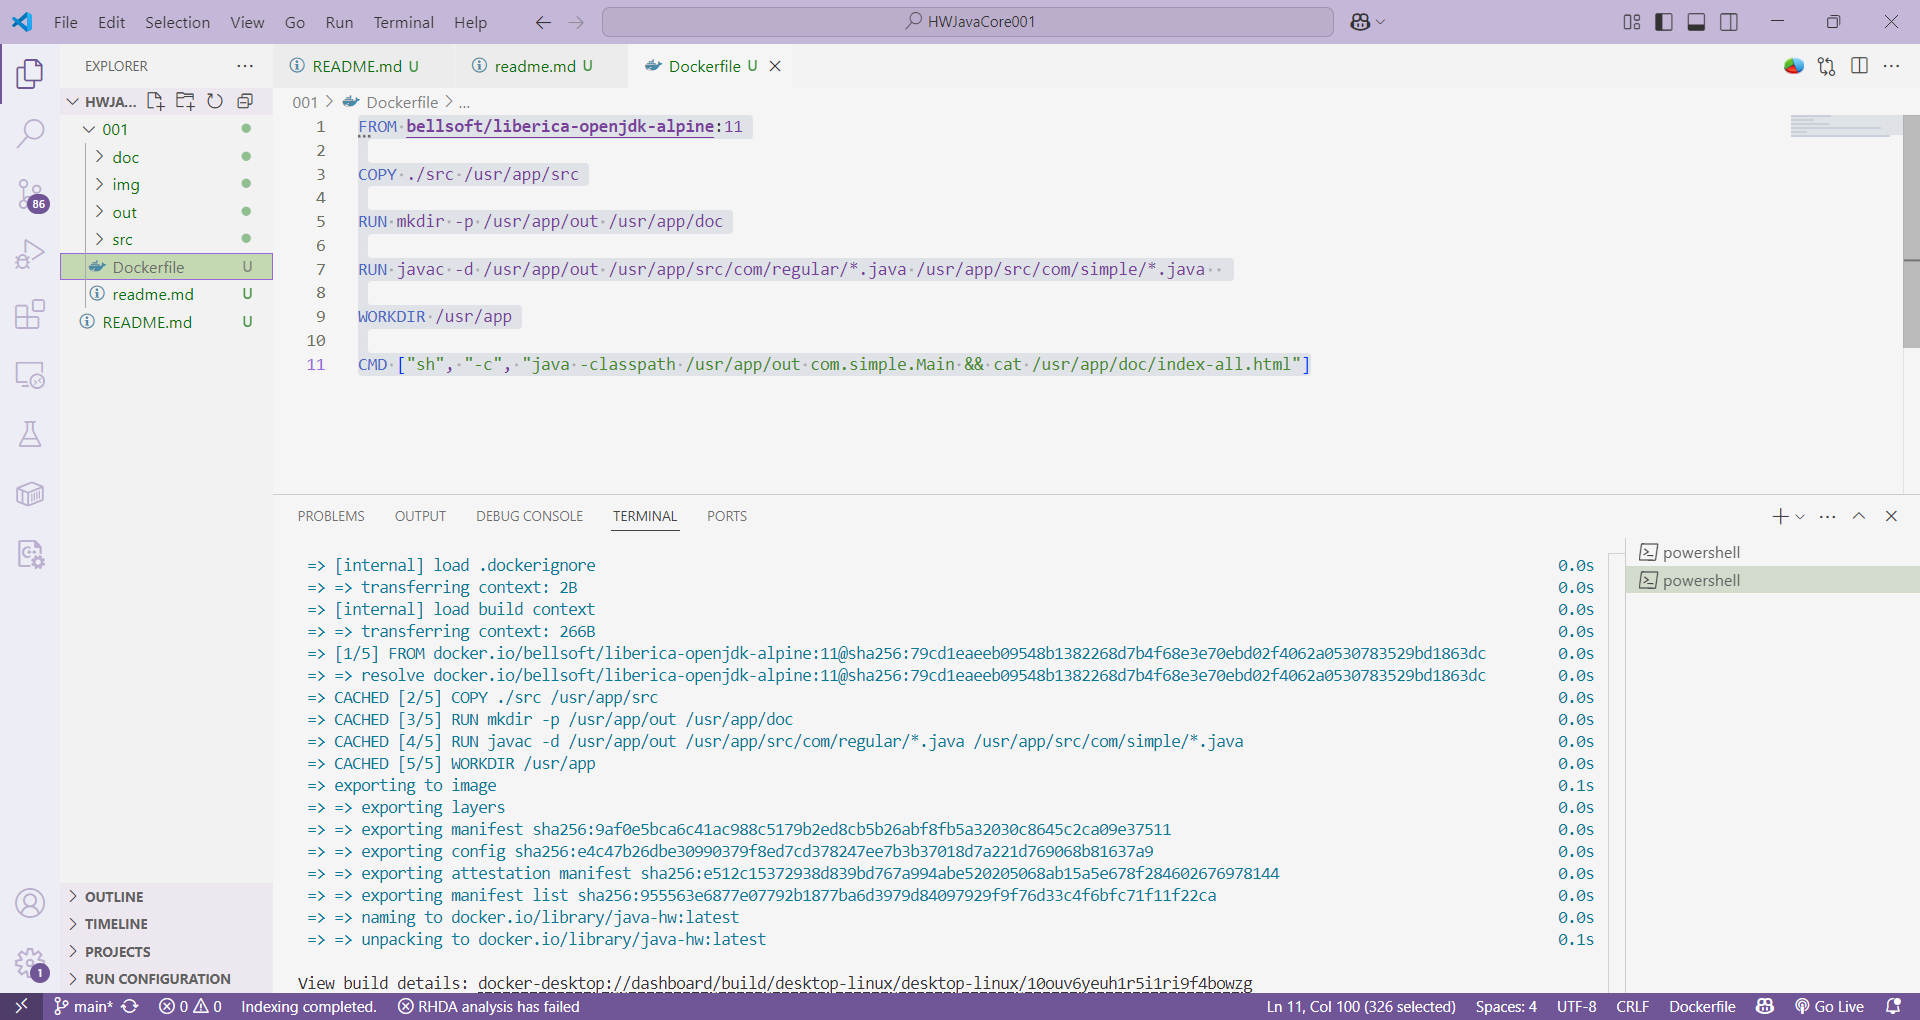 File Edit Selection View Go Run Terminal Help
HWJavaCore001
EXPLORER
HWJA...
001
doc
img
out
src
Dockerfile U
readme.md U
README.md U
86
1
OUTLINE
TIMELINE
PROJECTS
RUN CONFIGURATION
README.md U
readme.md U
Dockerfile U
001 > Dockerfile > ...
1 FROM bellsoft/liberica-openjdk-alpine:11
2
3 COPY ./src /usr/app/src
4
5 RUN mkdir -p /usr/app/out /usr/app/doc
6
7 RUN javac -d /usr/app/out /usr/app/src/com/regular/*.java /usr/app/src/com/simple/*.java
8
9 WORKDIR /usr/app
10
11 CMD ["sh", "-c", "java -classpath /usr/app/out com.simple.Main && cat /usr/app/doc/index-all.html"]
PROBLEMS OUTPUT DEBUG CONSOLE TERMINAL PORTS
=> [internal] load .dockerignore 0.0s
=> => transferring context: 2B 0.0s
=> [internal] load build context 0.0s
=> => transferring context: 266B 0.0s
=> [1/5] FROM docker.io/bellsoft/liberica-openjdk-alpine:11@sha256:79cd1eaeeb09548b1382268d7b4f68e3e70ebd02f4062a0530783529bd1863dc 0.0s
=> => resolve docker.io/bellsoft/liberica-openjdk-alpine:11@sha256:79cd1eaeeb09548b1382268d7b4f68e3e70ebd02f4062a0530783529bd1863dc 0.0s
=> CACHED [2/5] COPY ./src /usr/app/src 0.0s
=> CACHED [3/5] RUN mkdir -p /usr/app/out /usr/app/doc 0.0s
=> CACHED [4/5] RUN javac -d /usr/app/out /usr/app/src/com/regular/*.java /usr/app/src/com/simple/*.java 0.0s
=> CACHED [5/5] WORKDIR /usr/app 0.0s
=> exporting to image 0.1s
=> => exporting layers 0.0s
=> => exporting manifest sha256:9af0e5bca6c41ac988c5179b2ed8cb5b26abf8fb5a32030c8645c2ca09e37511 0.0s
=> => exporting config sha256:e4c47b26dbe30990379f8ed7cd378247ee7b3b37018d7a221d769068b81637a9 0.0s
=> => exporting attestation manifest sha256:e512c15372938d839bd767a994abe520205068ab15a5e678f284602676978144 0.0s
=> => exporting manifest list sha256:955563e6877e07792b1877ba6d3979d84097929f9f76d33c4f6bfc71f11f22ca 0.0s
=> => naming to docker.io/library/java-hw:latest 0.0s
=> => unpacking to docker.io/library/java-hw:latest 0.1s
View build details: docker-desktop://dashboard/build/desktop-linux/desktop-linux/10ouv6yeuh1r5i1ri9f4bowzg
powershell
powershell
main* 0 0 Indexing completed. RHDA analysis has failed Ln 11, Col 100 (326 selected) Spaces: 4 UTF-8 CRLF Dockerfile Go Live